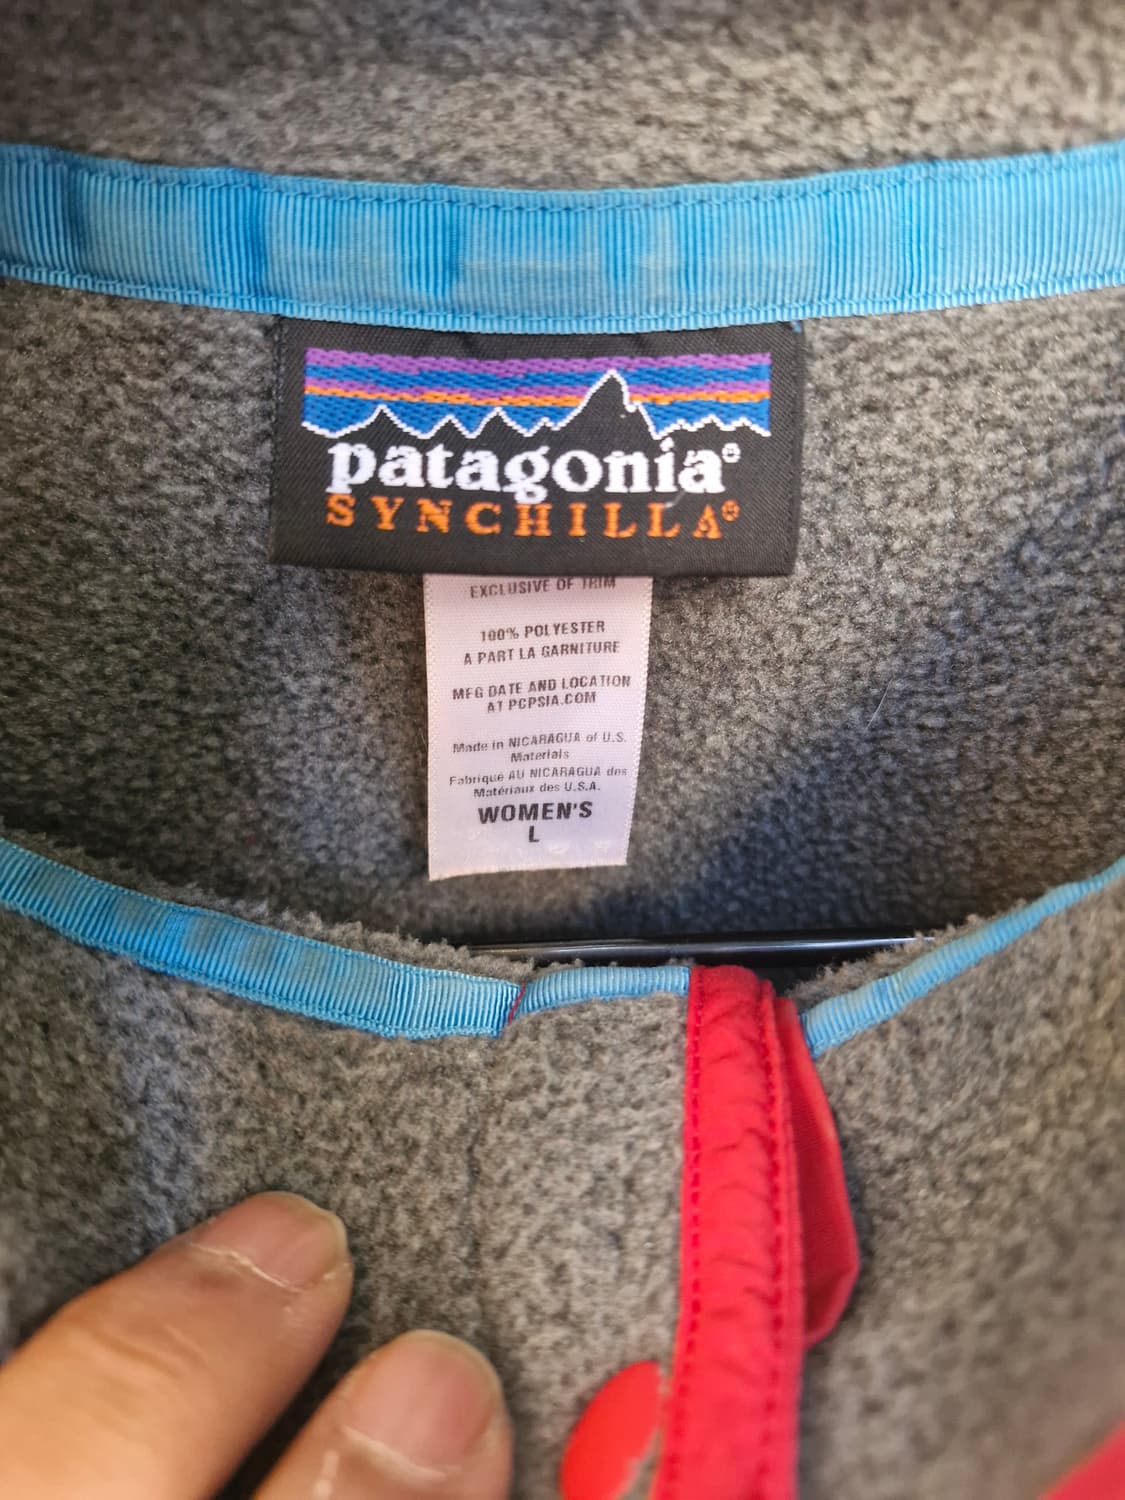 patagonia®
SYNCHILLA®
EXCLUSIVE OF TRIM
100% POLYESTER
A PART LA GARNITURE
MFG DATE AND LOCATION
AT PCPSIA.COM
Made in NICARAGUA of U.S.
Materials
Fabriqué AU NICARAGUA des
Matériaux des U.S.A.
WOMEN'S
L